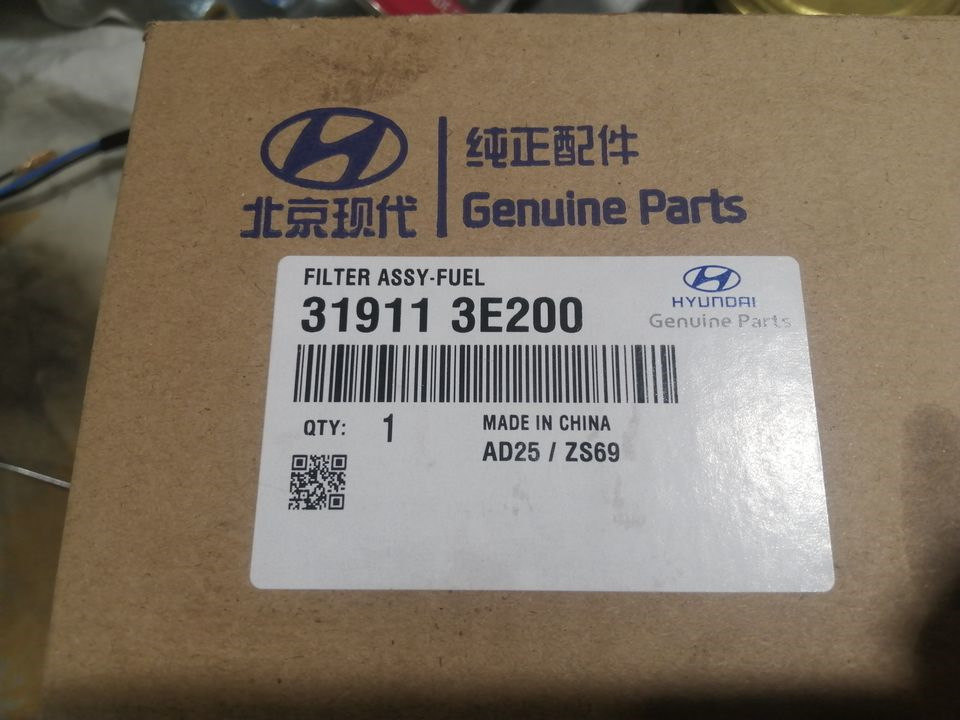 纯正配件
北京现代
Genuine Parts
FILTER ASSY-FUEL
31911 3E200
HYUNDAI
Genuine Parts
QTY: 1
MADE IN CHINA
AD25 / ZS69